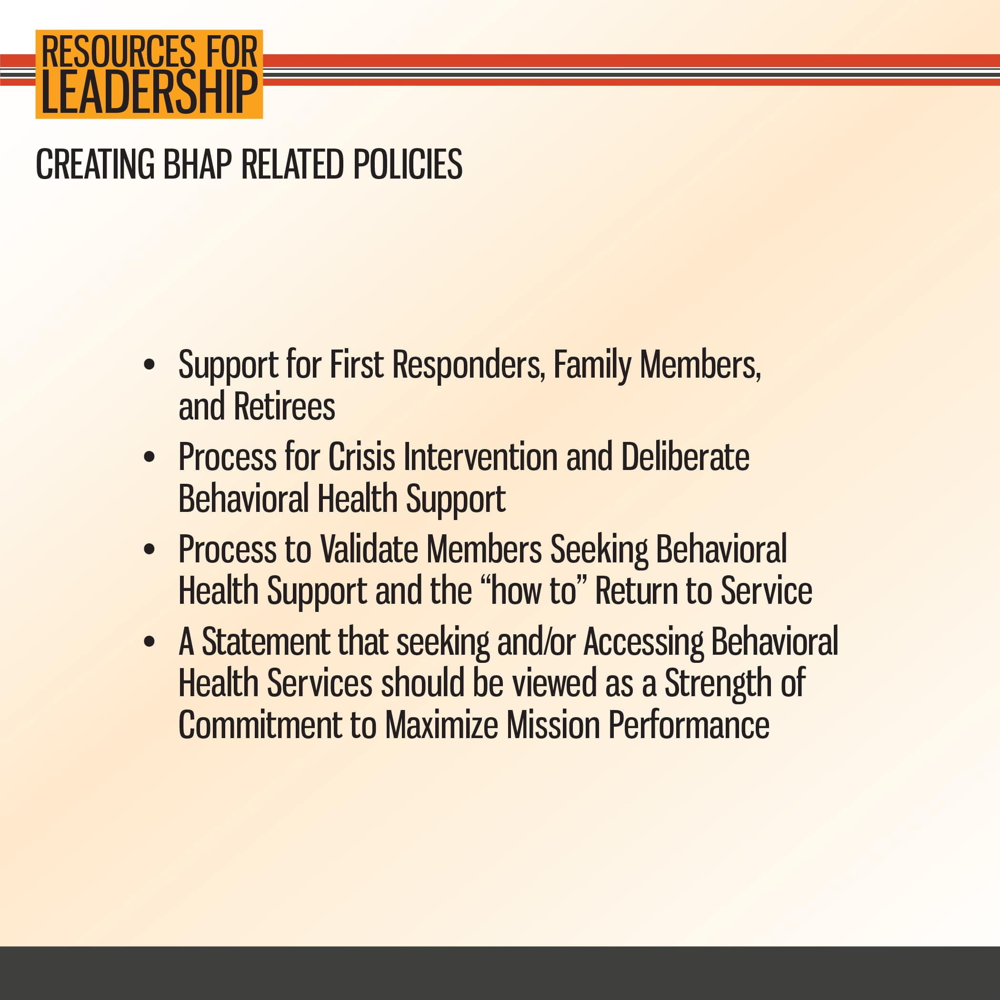 RESOURCES FOR
LEADERSHIP
CREATING BHAP RELATED POLICIES
• Support for First Responders, Family Members,
and Retirees
• Process for Crisis Intervention and Deliberate
Behavioral Health Support
• Process to Validate Members Seeking Behavioral
Health Support and the “how to” Return to Service
• A Statement that seeking and/or Accessing Behavioral
Health Services should be viewed as a Strength of
Commitment to Maximize Mission Performance